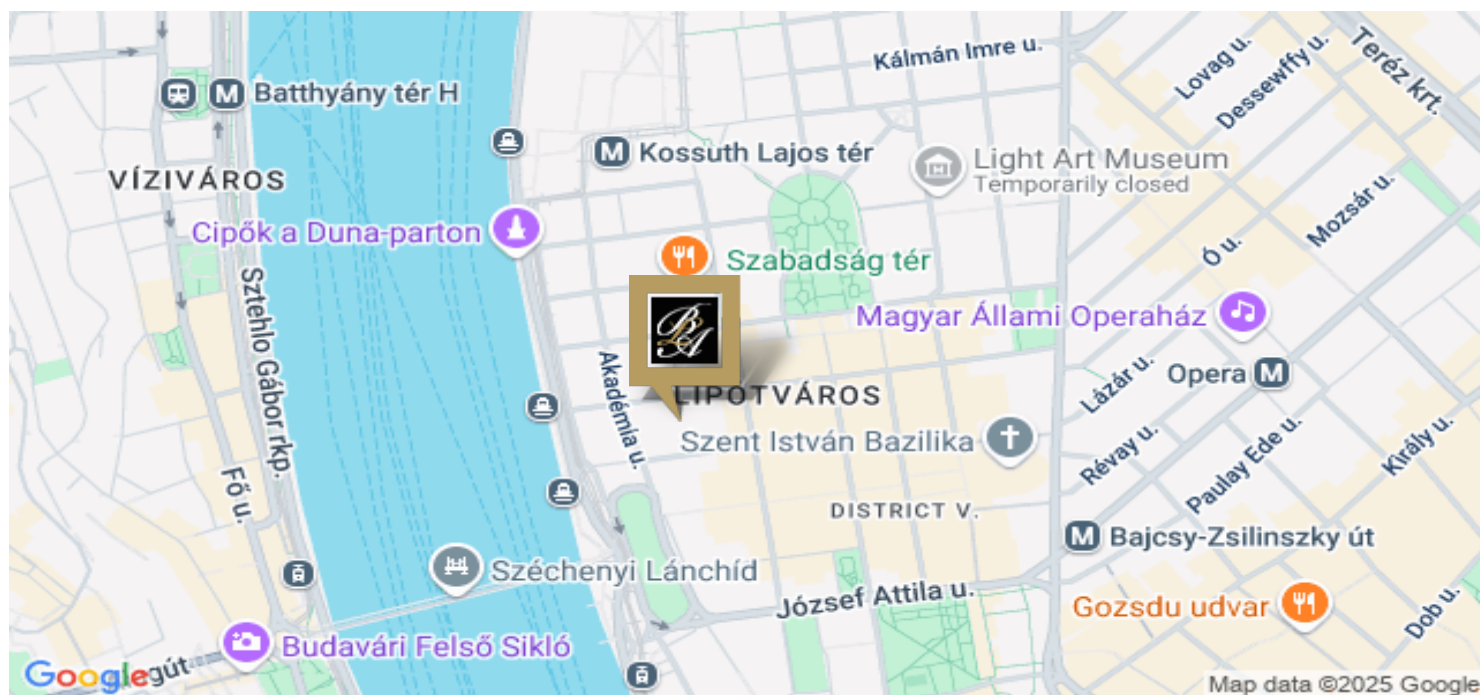 Kálmán Imre u.
Lovag u.
Dessewffy u.
Teréz krt.
M Batthyány tér H
M Kossuth Lajos tér
Light Art Museum
Temporarily closed
VÍZIVÁROS
Cipők a Duna-parton
Mozsár u.
Ó u.
Szabadság tér
Sztehlo Gábor rkp.
Magyar Állami Operaház
B
A
Akadémia u.
Opera M
Lázár u.
LIPÓTVÁROS
Szent István Bazilika
Révay u.
Paulay Ede u.
Király u.
Fő u.
DISTRICT V.
M Bajcsy-Zsilinszky út
Széchenyi Lánchíd
József Attila u.
Gozsdu udvar
Dob u.
Budavári Felső Sikló
Google
gút
Map data ©2025 Google